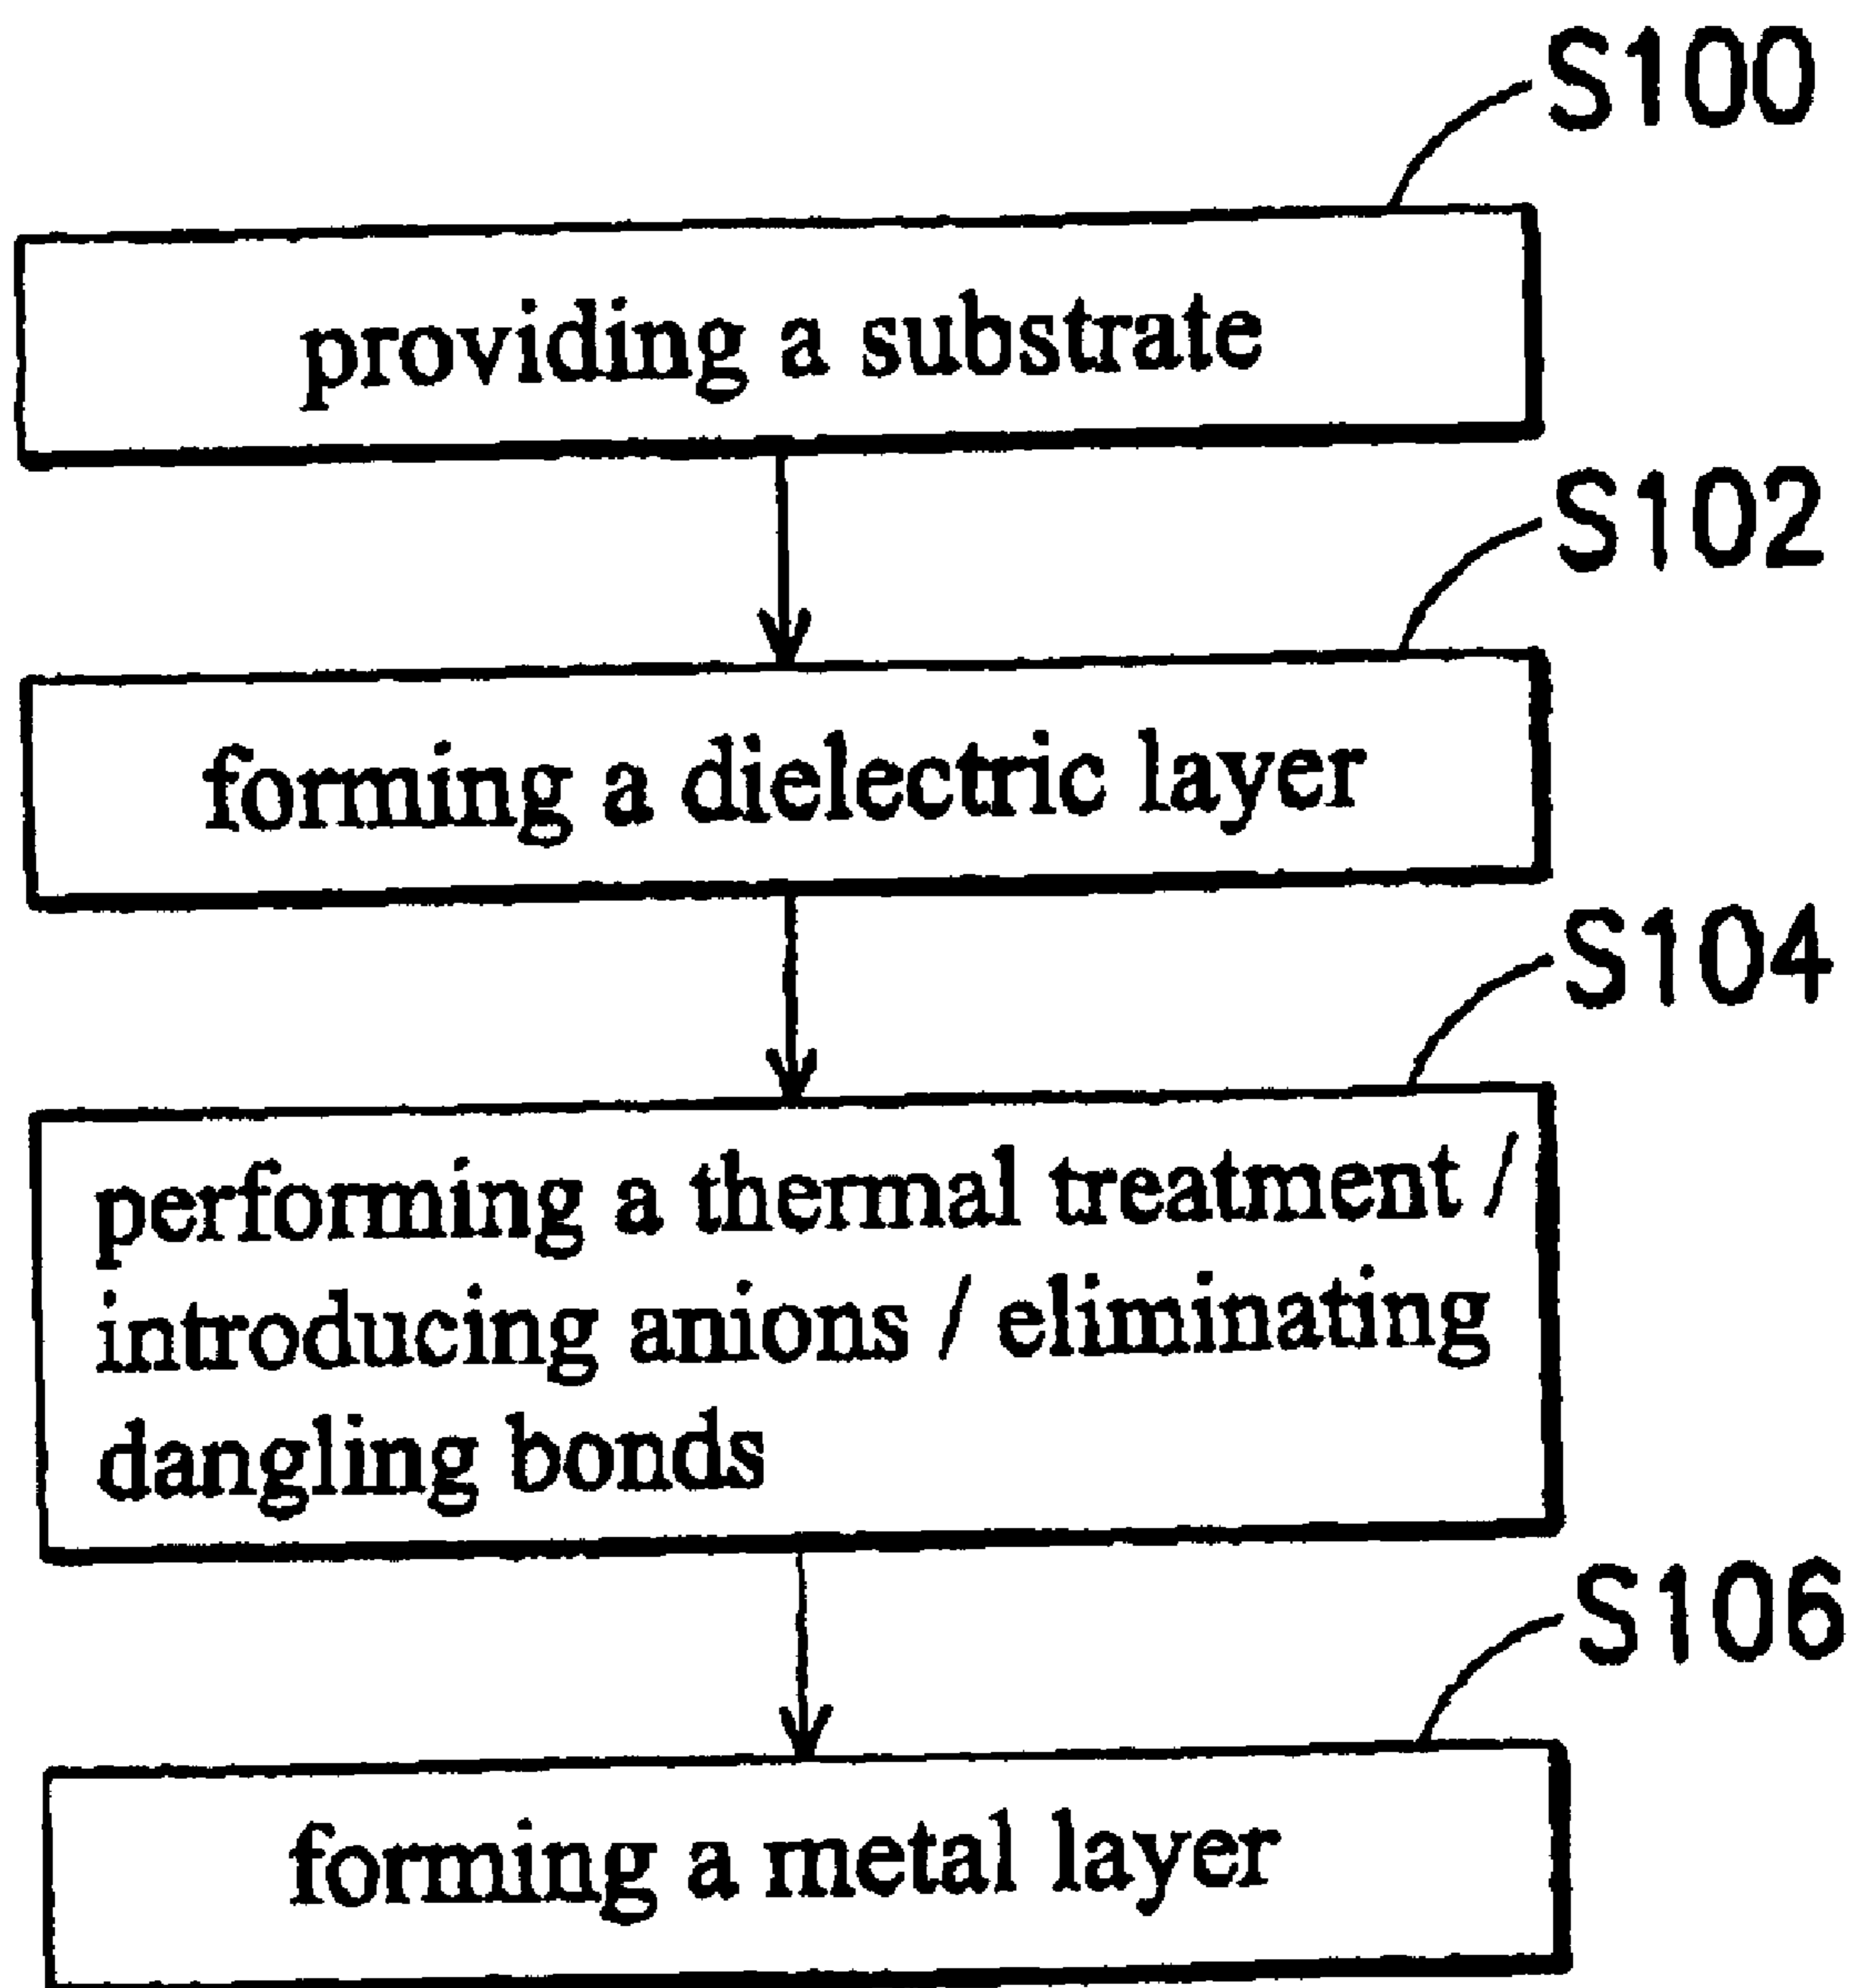 S100
providing a substrate
S102
forming a dielectric layer
S104
performing a thermal treatment /
introducing anions / eliminating
dangling bonds
S106
forming a metal layer